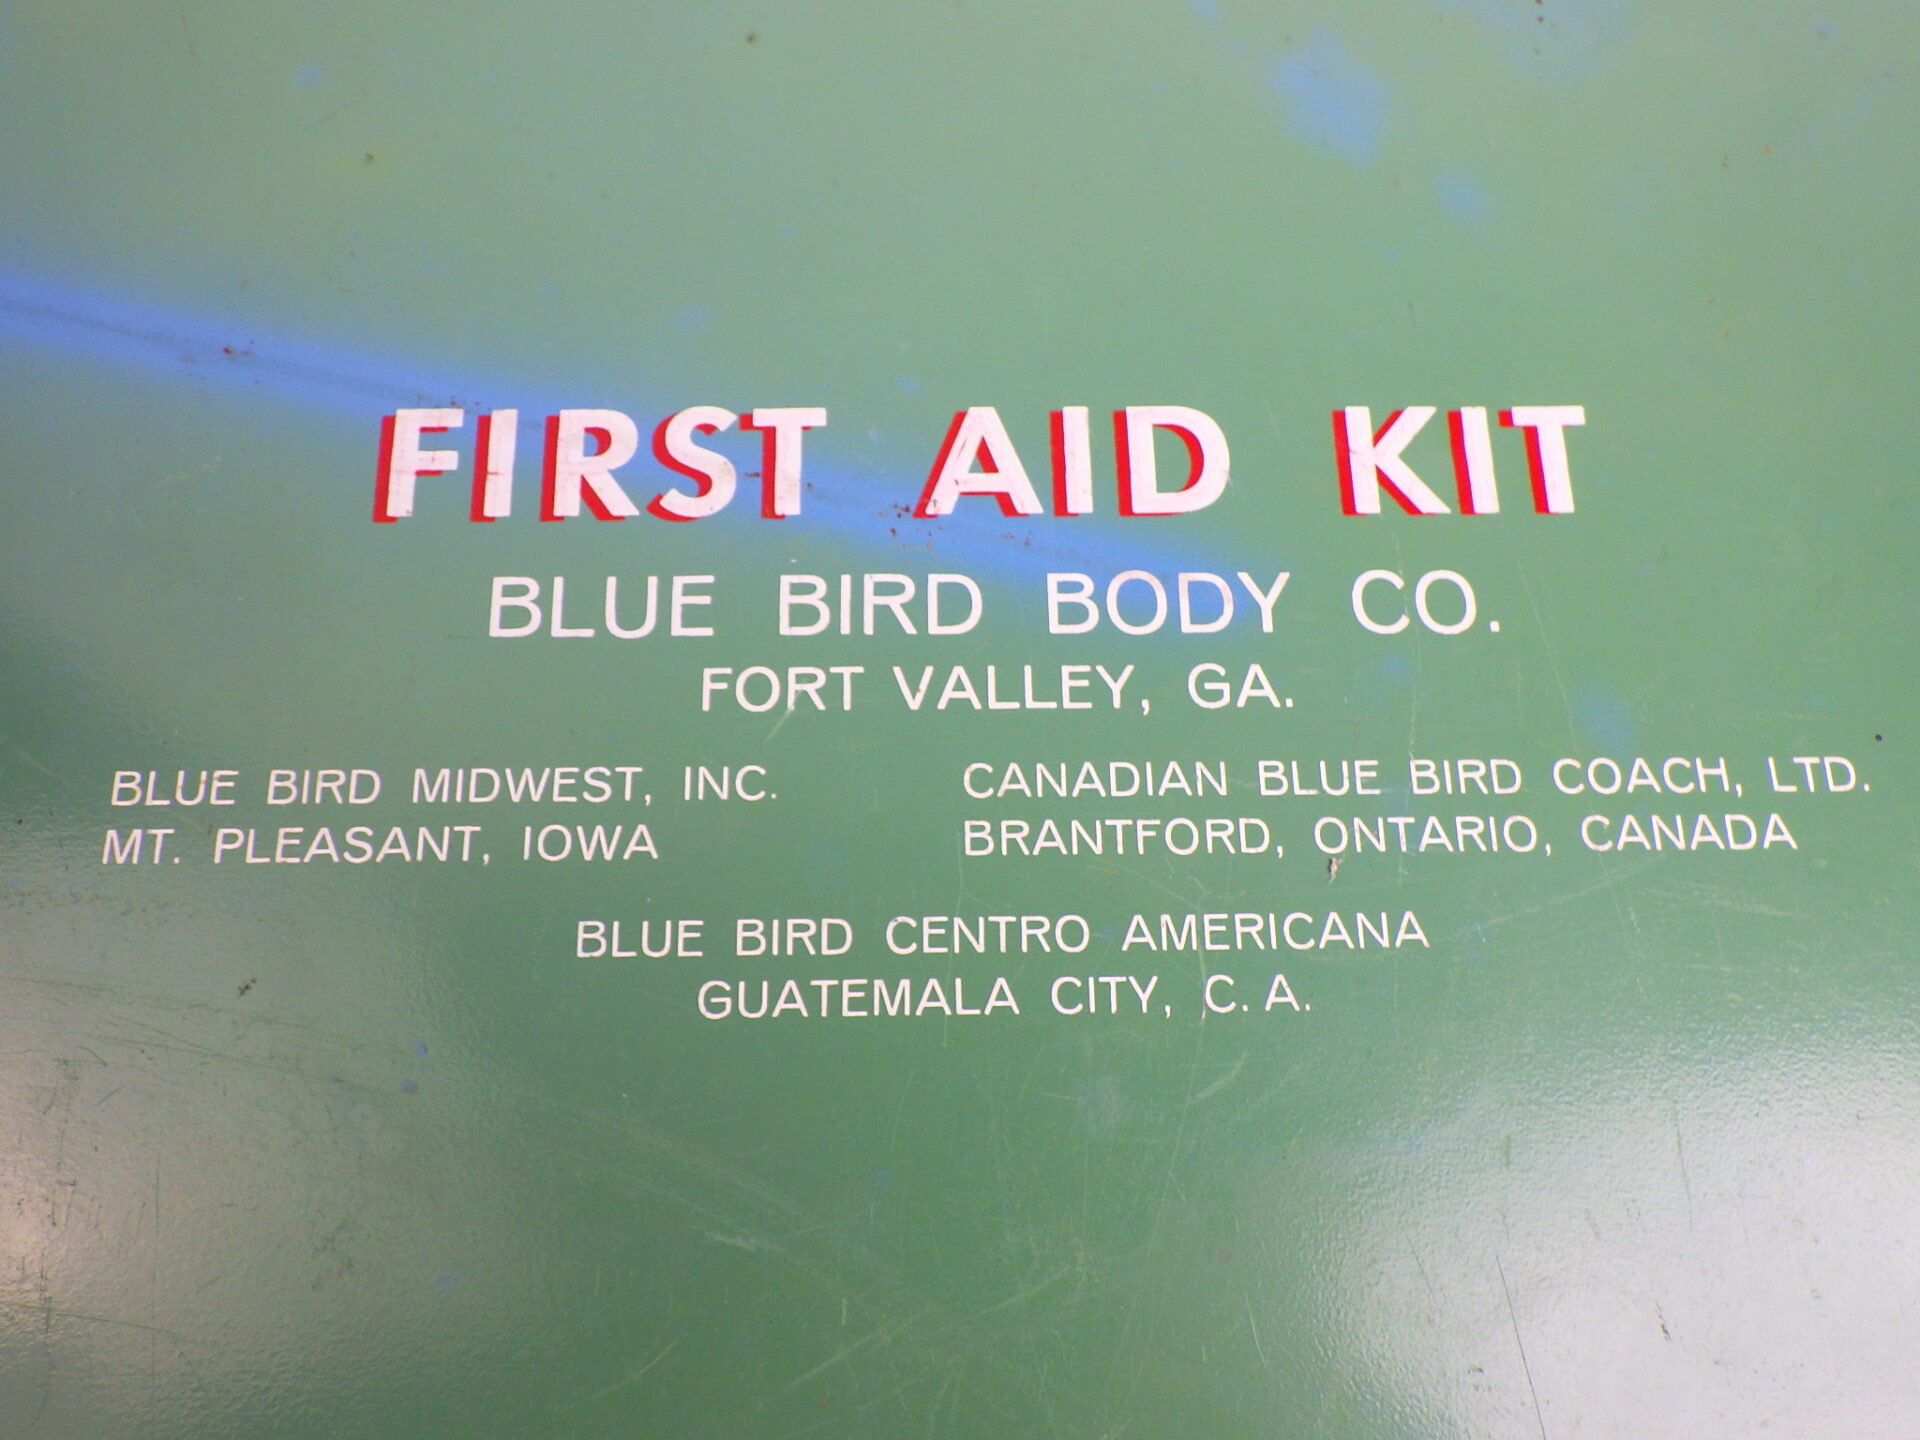 FIRST AID KIT
BLUE BIRD BODY CO.
FORT VALLEY, GA.
BLUE BIRD MIDWEST, INC.
MT. PLEASANT, IOWA
CANADIAN BLUE BIRD COACH, LTD.
BRANTFORD, ONTARIO, CANADA
BLUE BIRD CENTRO AMERICANA
GUATEMALA CITY, C. A.